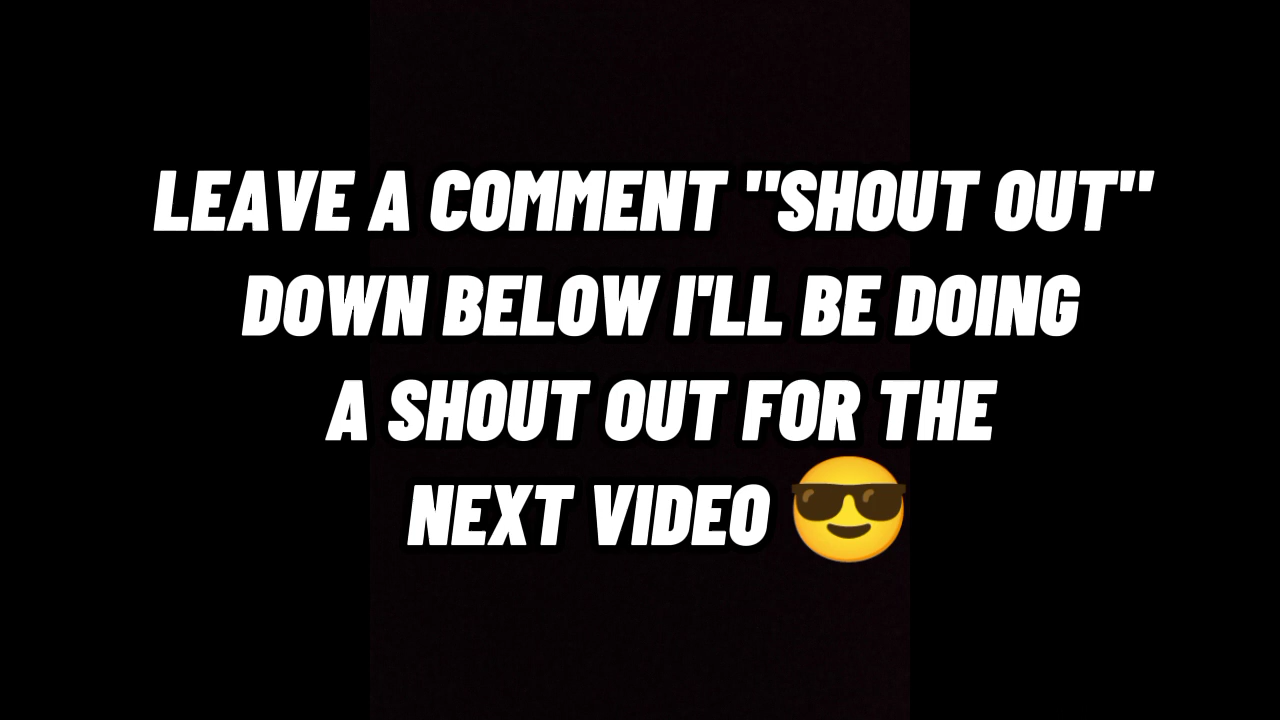 LEAVE A COMMENT "SHOUT OUT"
DOWN BELOW I'LL BE DOING
A SHOUT OUT FOR THE
NEXT VIDEO 😎